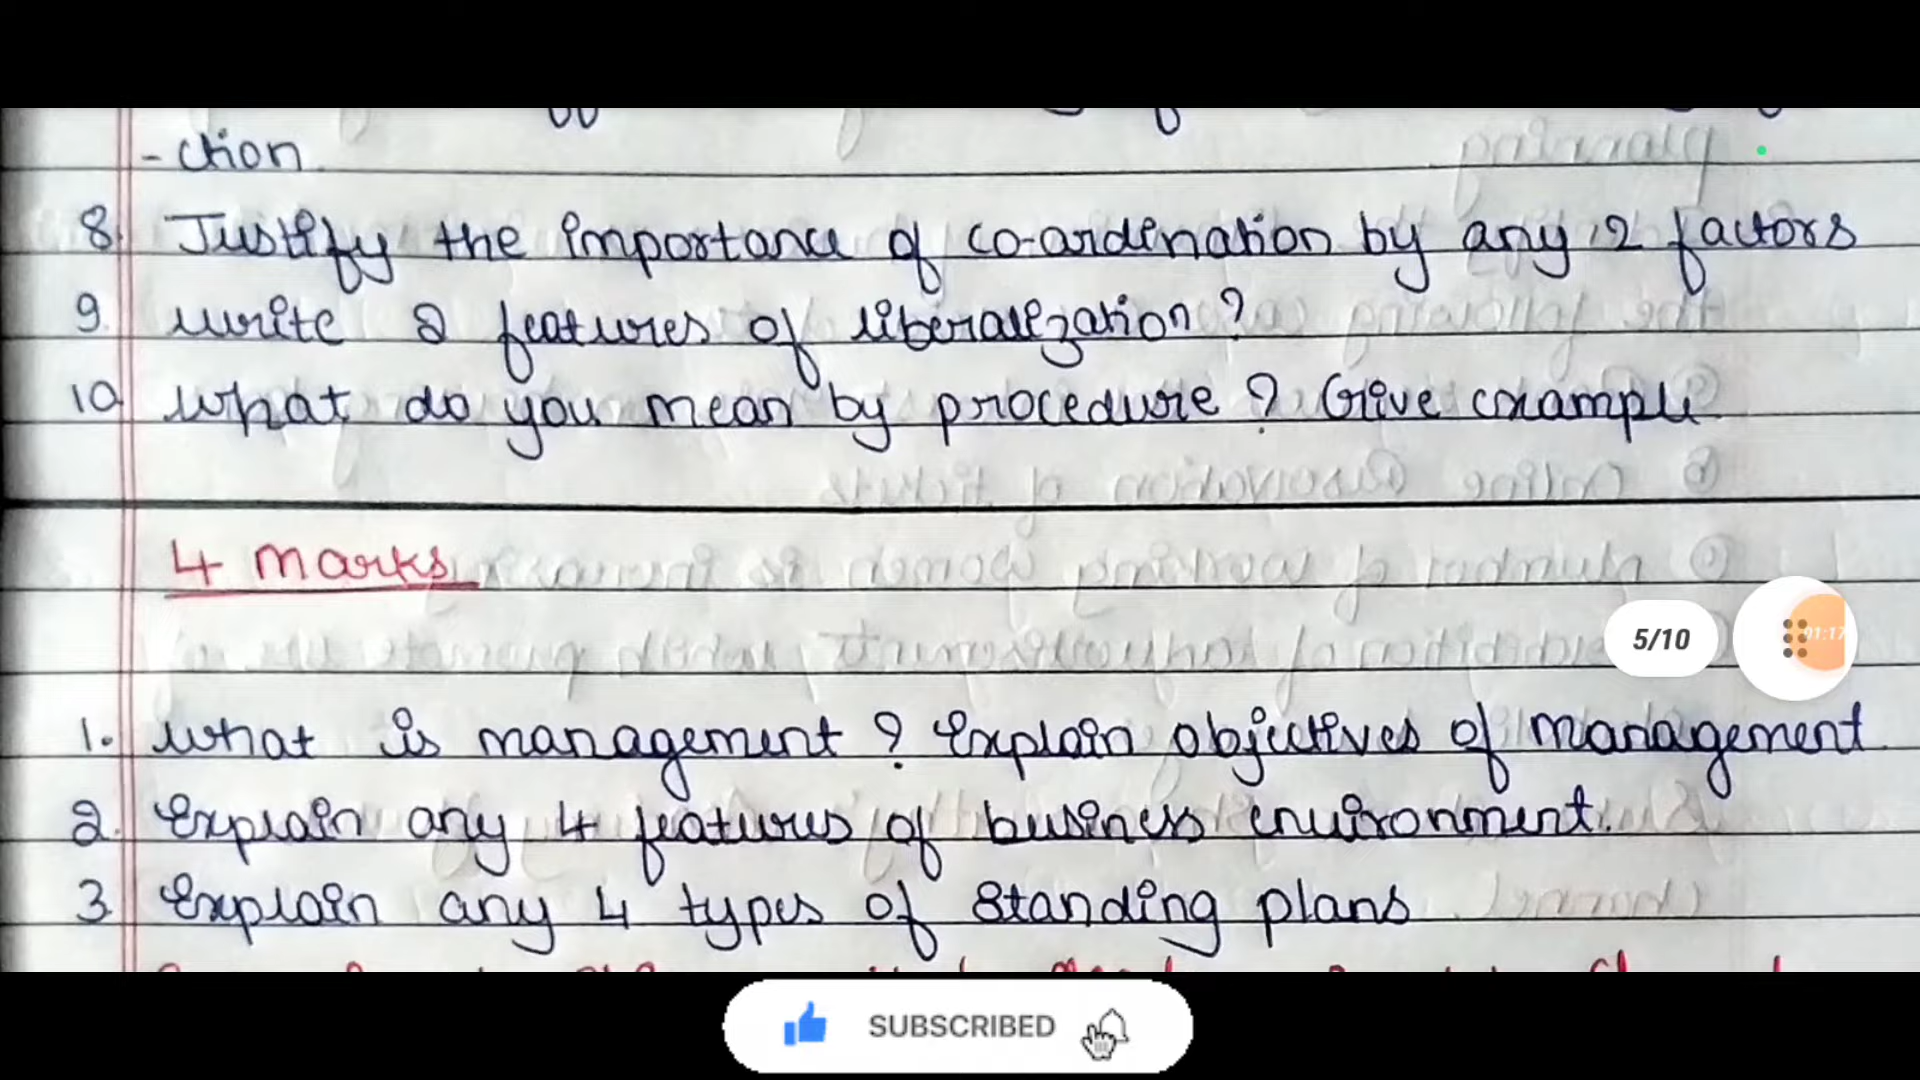 - ction
8. Justify the importance of co-ordination by any 2 factors
9. write 2 features of liberalization?
10 what do you mean by procedure? Give example
4 marks
5/10
01:17
1. what is management? Explain objectives of management
2. Explain any 4 features of business environment.
3. Explain any 4 types of standing plans
SUBSCRIBED